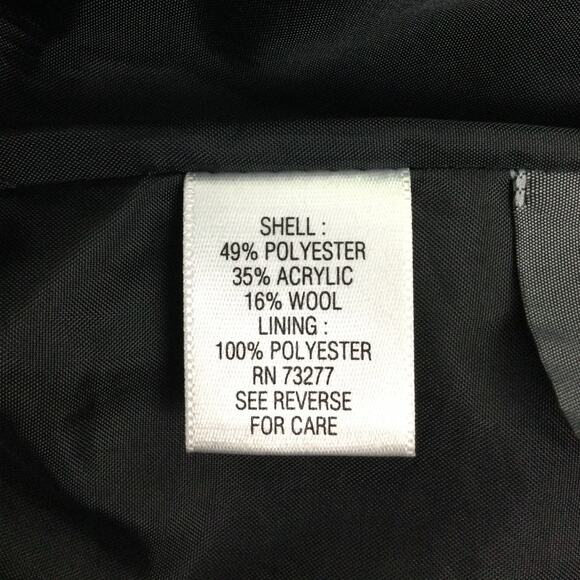 SHELL :
49% POLYESTER
35% ACRYLIC
16% WOOL
LINING :
100% POLYESTER
RN 73277
SEE REVERSE
FOR CARE